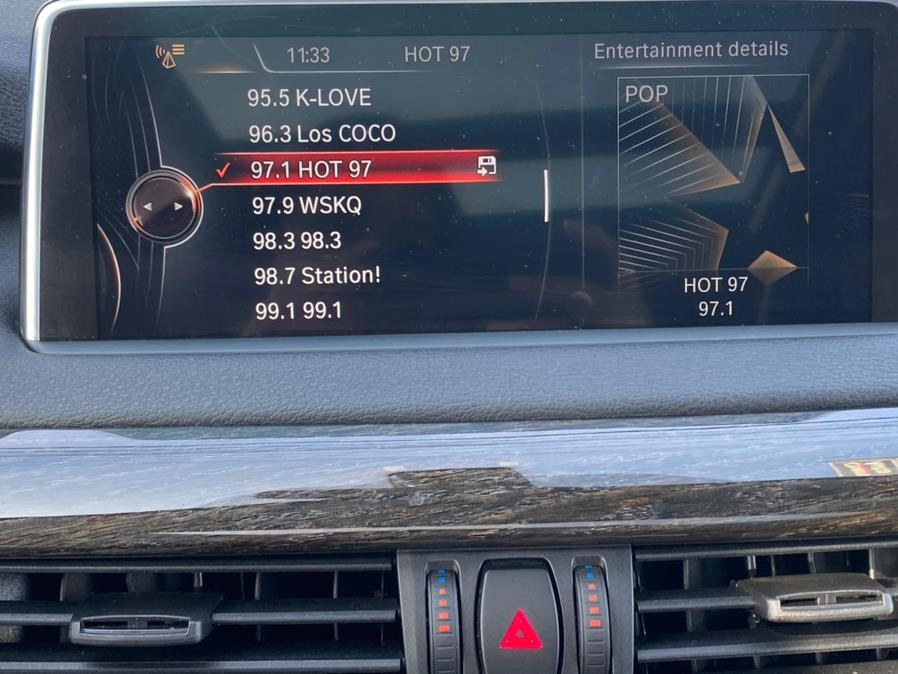 11:33 HOT 97 Entertainment details
95.5 K-LOVE
96.3 Los COCO
97.1 HOT 97
97.9 WSKQ
98.3 98.3
98.7 Station!
99.1 99.1
POP
HOT 97
97.1